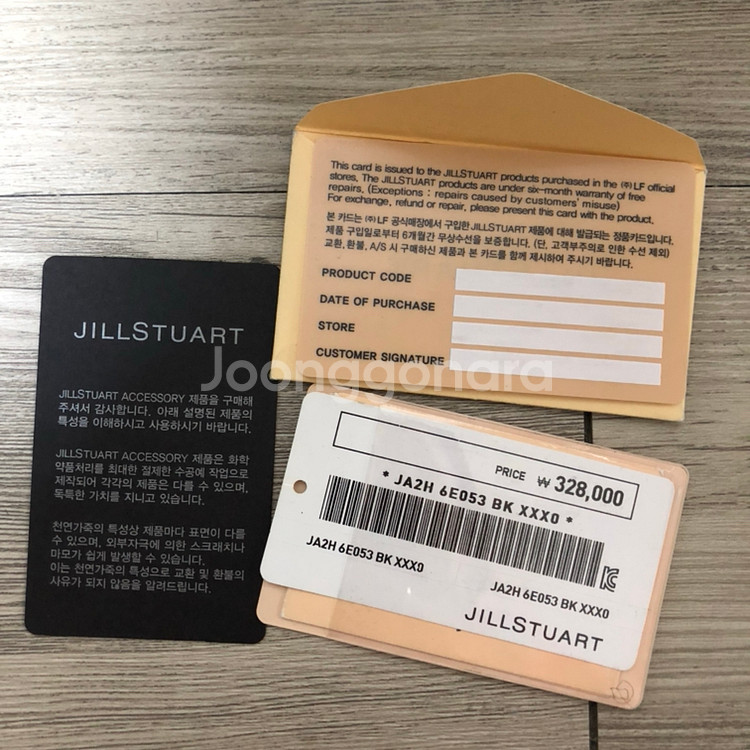 This card is issued to the JILLSTUART products purchased in the ㈜LF official
stores, The JILLSTUART products are under six-month warranty of free
repairs, (Exceptions : repairs caused by customers' misuse)
For exchange, refund or repair, please present this card with the product.
본 카드는 ㈜LF 공식매장에서 구입한 JILLSTUART 제품에 대해 발급되는 정품카드입니다.
제품 구입일로부터 6개월간 무상수선을 보증합니다. (단, 고객부주의로 인한 수선 제외)
교환, 환불, A/S 시 구매하신 제품과 본 카드를 함께 제시하여 주시기 바랍니다.
PRODUCT CODE
DATE OF PURCHASE
STORE
CUSTOMER SIGNATURE
JILLSTUART
JILLSTUART ACCESSORY 제품을 구매해
주셔서 감사합니다. 아래 설명된 제품의
특성을 이해하시고 사용하시기 바랍니다.
JILLSTUART ACCESSORY 제품은 화학
약품처리를 최대한 절제한 수공예 작업으로
제작되어 각각의 제품은 다를 수 있으며,
독특한 가치를 지니고 있습니다.
천연가죽의 특성상 제품마다 표면이 다를
수 있으며, 외부자극에 의한 스크래치나
마모가 쉽게 발생할 수 있습니다.
이는 천연가죽의 특성으로 교환 및 환불의
사유가 되지 않음을 알려드립니다.
Joonggonara
PRICE ₩ 328,000
* JA2H 6E053 BK XXX0 *
JA2H 6E053 BK XXX0
JA2H 6E053 BK XXX0
JILLSTUART